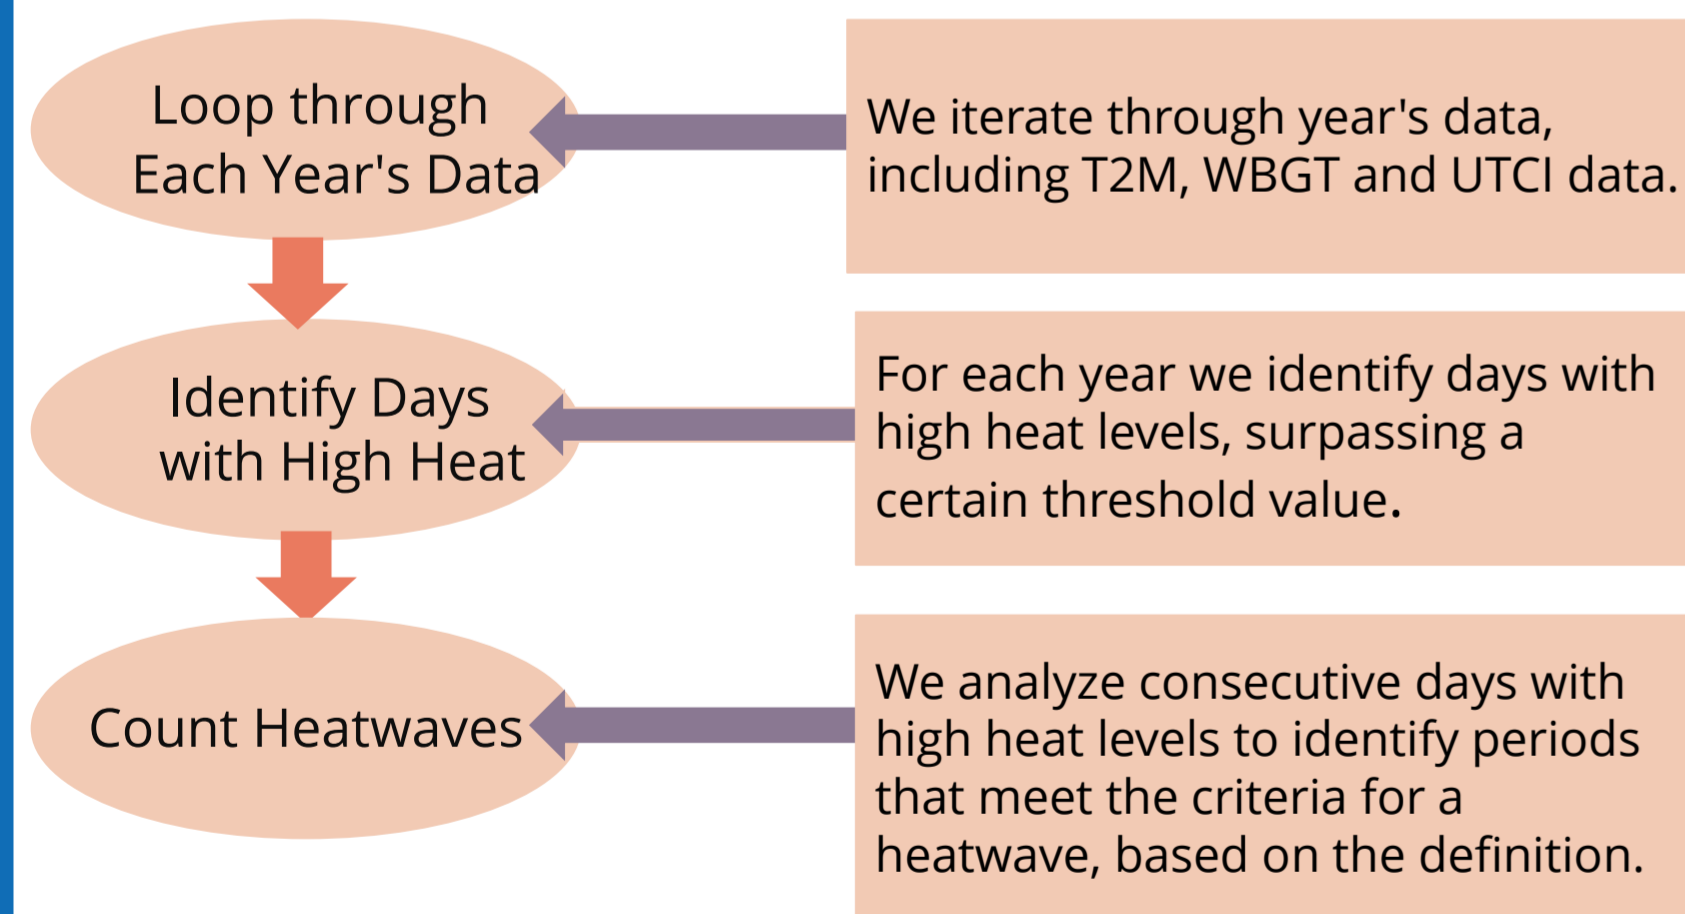 Loop through
Each Year's Data
We iterate through year's data,
including T2M, WBGT and UTCI data.
Identify Days
with High Heat
For each year we identify days with
high heat levels, surpassing a
certain threshold value.
Count Heatwaves
We analyze consecutive days with
high heat levels to identify periods
that meet the criteria for a
heatwave, based on the definition.